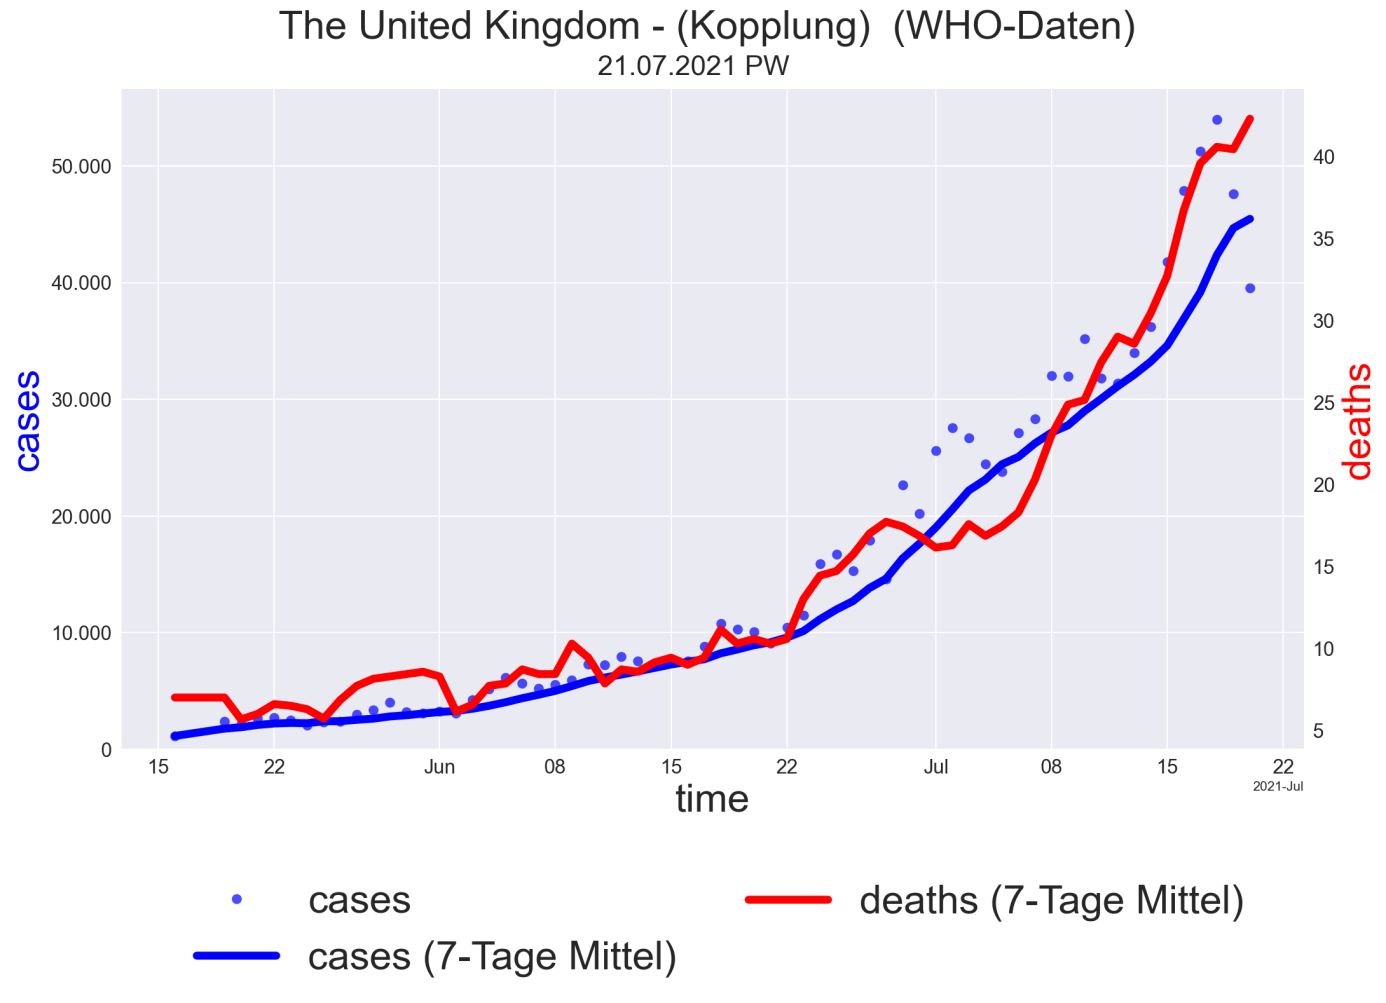 The United Kingdom - (Kopplung)  (WHO-Daten)
21.07.2021 PW
cases
50.000
40.000
30.000
20.000
10.000
0
deaths
40
35
30
25
20
15
10
5
15 22 Jun 08 15 22 Jul 08 15 22
2021-Jul
time
cases
deaths (7-Tage Mittel)
cases (7-Tage Mittel)